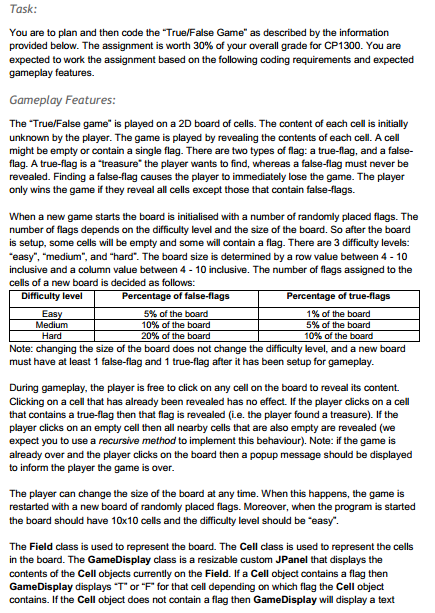 Task:
You are to plan and then code the "True/False Game" as described by the information
provided below. The assignment is worth 30% of your overall grade for CP1300. You are
expected to work the assignment based on the following coding requirements and expected
gameplay features.
Gameplay Features:
The "True/False game" is played on a 2D board of cells. The content of each cell is initially
unknown by the player. The game is played by revealing the contents of each cell. A cell
might be empty or contain a single flag. There are two types of flag: a true-flag, and a false-
flag. A true-flag is a "treasure" the player wants to find, whereas a false-flag must never be
revealed. Finding a false-flag causes the player to immediately lose the game. The player
only wins the game if they reveal all cells except those that contain false-flags.
When a new game starts the board is initialised with a number of randomly placed flags. The
number of flags depends on the difficulty level and the size of the board. So after the board
is setup, some cells will be empty and some will contain a flag. There are 3 difficulty levels:
"easy", "medium", and "hard". The board size is determined by a row value between 4 - 10
inclusive and a column value between 4 - 10 inclusive. The number of flags assigned to the
cells of a new board is decided as follows:
Difficulty level Percentage of false-flags Percentage of true-flags
Easy 5% of the board 1% of the board
Medium 10% of the board 5% of the board
Hard 20% of the board 10% of the board
Note: changing the size of the board does not change the difficulty level, and a new board
must have at least 1 false-flag and 1 true-flag after it has been setup for gameplay.
During gameplay, the player is free to click on any cell on the board to reveal its content.
Clicking on a cell that has already been revealed has no effect. If the player clicks on a cell
that contains a true-flag then that flag is revealed (i.e. the player found a treasure). If the
player clicks on an empty cell then all nearby cells that are also empty are revealed (we
expect you to use a recursive method to implement this behaviour). Note: if the game is
already over and the player clicks on the board then a popup message should be displayed
to inform the player the game is over.
The player can change the size of the board at any time. When this happens, the game is
restarted with a new board of randomly placed flags. Moreover, when the program is started
the board should have 10x10 cells and the difficulty level should be "easy".
The Field class is used to represent the board. The Cell class is used to represent the cells
in the board. The GameDisplay class is a resizable custom JPanel that displays the
contents of the Cell objects currently on the Field. If a Cell object contains a flag then
GameDisplay displays "T" or "F" for that cell depending on which flag the Cell object
contains. If the Cell object does not contain a flag then GameDisplay will display a text